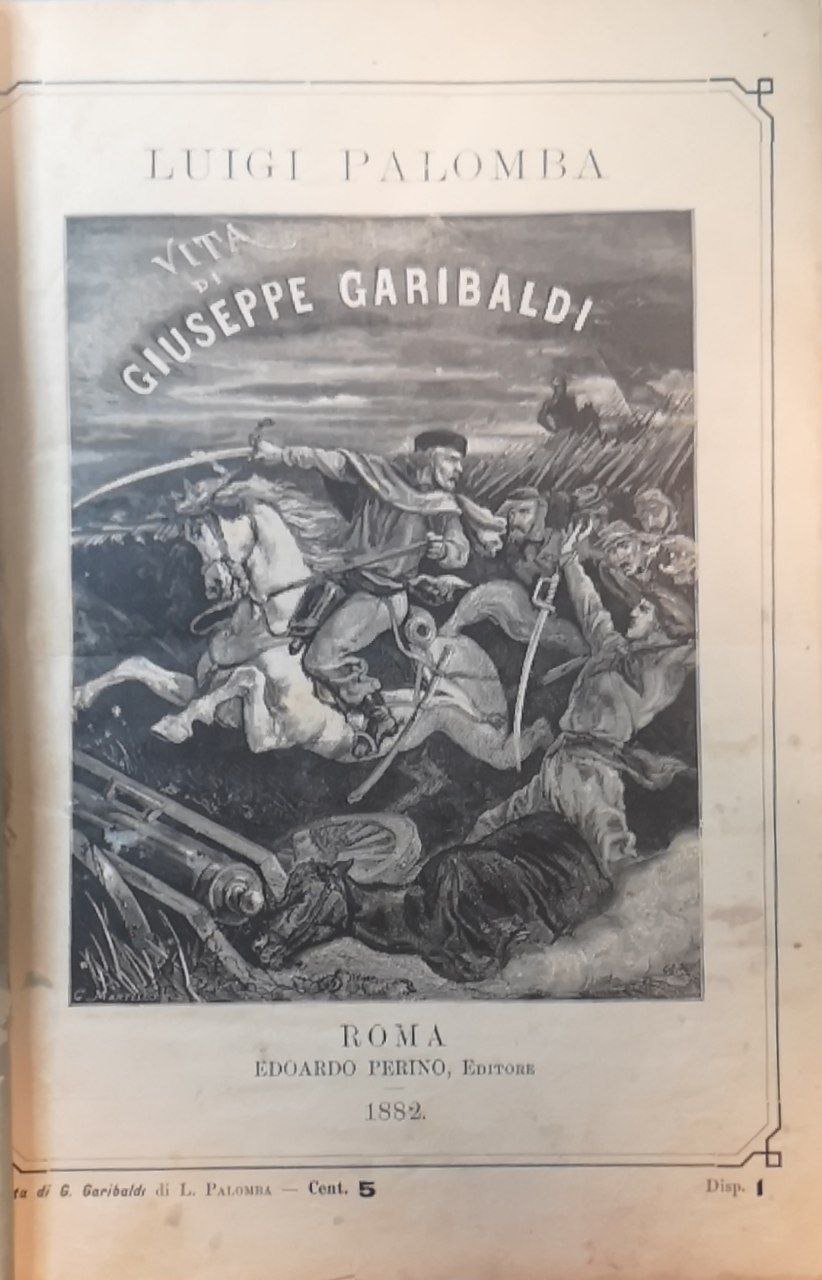 LUIGI PALOMBA
VITA
DI
GIUSEPPE GARIBALDI
ROMA
EDOARDO PERINO, EDITORE
1882.
ta di G. Garibaldi di L. PALOMBA — Cent. 5
Disp. 1